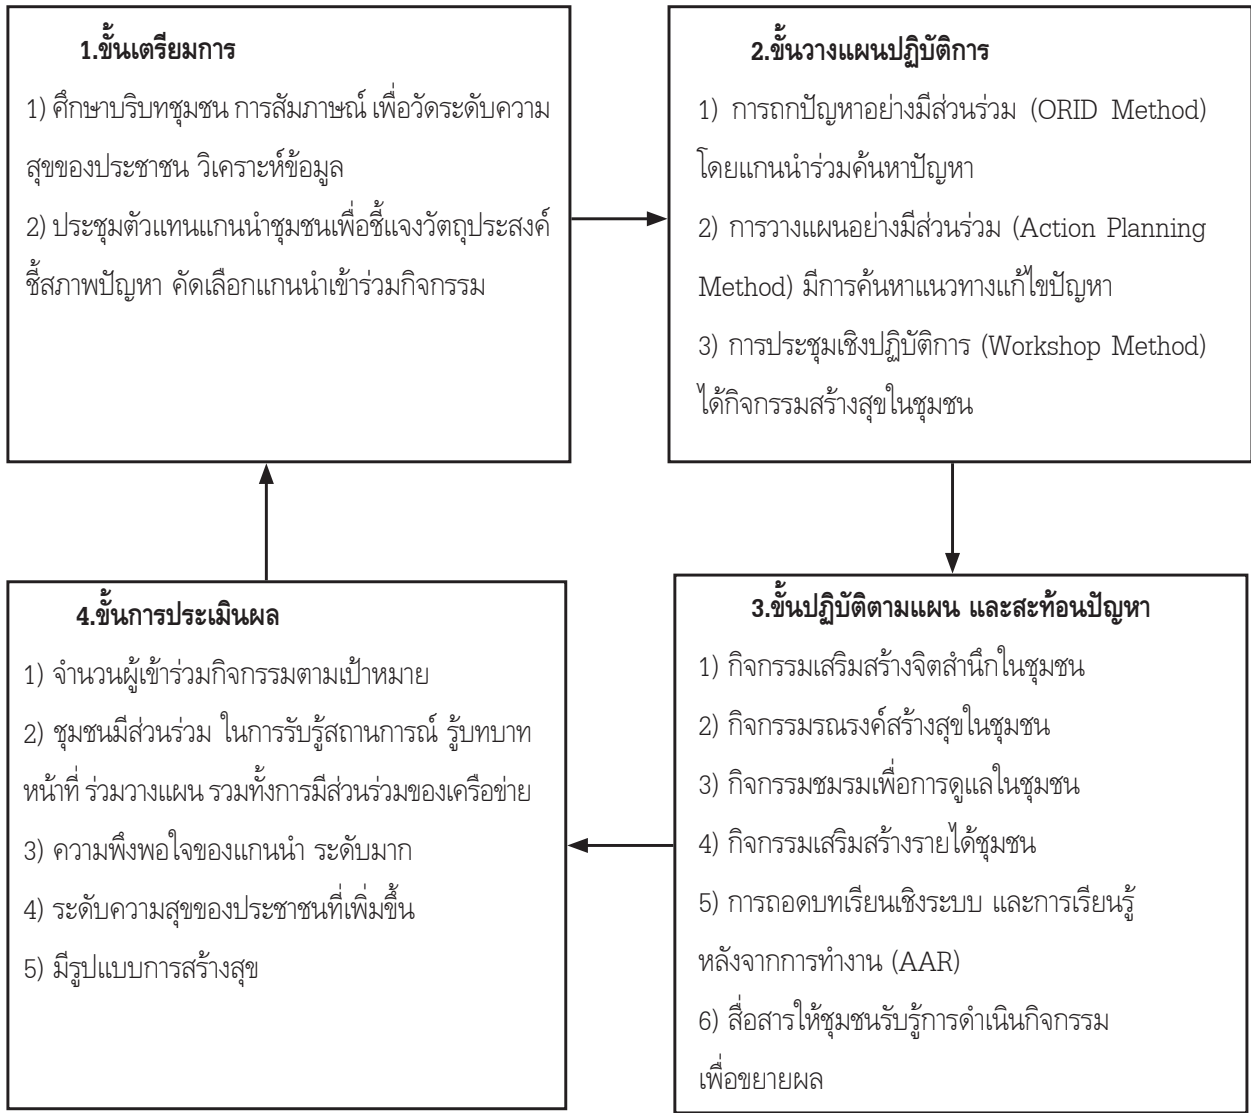 1.ขั้นเตรียมการ
1) ศึกษาบริบทชุมชน การสัมภาษณ์ เพื่อวัดระดับความ
สุขของประชาชน วิเคราะห์ข้อมูล
2) ประชุมตัวแทนแกนนำชุมชนเพื่อชี้แจงวัตถุประสงค์
ชี้สภาพปัญหา คัดเลือกแกนนำเข้าร่วมกิจกรรม
2.ขั้นวางแผนปฏิบัติการ
1) การถกปัญหาอย่างมีส่วนร่วม (ORID Method)
โดยแกนนำร่วมค้นหาปัญหา
2) การวางแผนอย่างมีส่วนร่วม (Action Planning
Method) มีการค้นหาแนวทางแก้ไขปัญหา
3) การประชุมเชิงปฏิบัติการ (Workshop Method)
ได้กิจกรรมสร้างสุขในชุมชน
3.ขั้นปฏิบัติตามแผน และสะท้อนปัญหา
1) กิจกรรมเสริมสร้างจิตสำนึกในชุมชน
2) กิจกรรมรณรงค์สร้างสุขในชุมชน
3) กิจกรรมชมรมเพื่อการดูแลในชุมชน
4) กิจกรรมเสริมสร้างรายได้ชุมชน
5) การถอดบทเรียนเชิงระบบ และการเรียนรู้
หลังจากการทำงาน (AAR)
6) สื่อสารให้ชุมชนรับรู้การดำเนินกิจกรรม
เพื่อขยายผล
4.ขั้นการประเมินผล
1) จำนวนผู้เข้าร่วมกิจกรรมตามเป้าหมาย
2) ชุมชนมีส่วนร่วม ในการรับรู้สถานการณ์ รู้บทบาท
หน้าที่ ร่วมวางแผน รวมทั้งการมีส่วนร่วมของเครือข่าย
3) ความพึงพอใจของแกนนำ ระดับมาก
4) ระดับความสุขของประชาชนที่เพิ่มขึ้น
5) มีรูปแบบการสร้างสุข